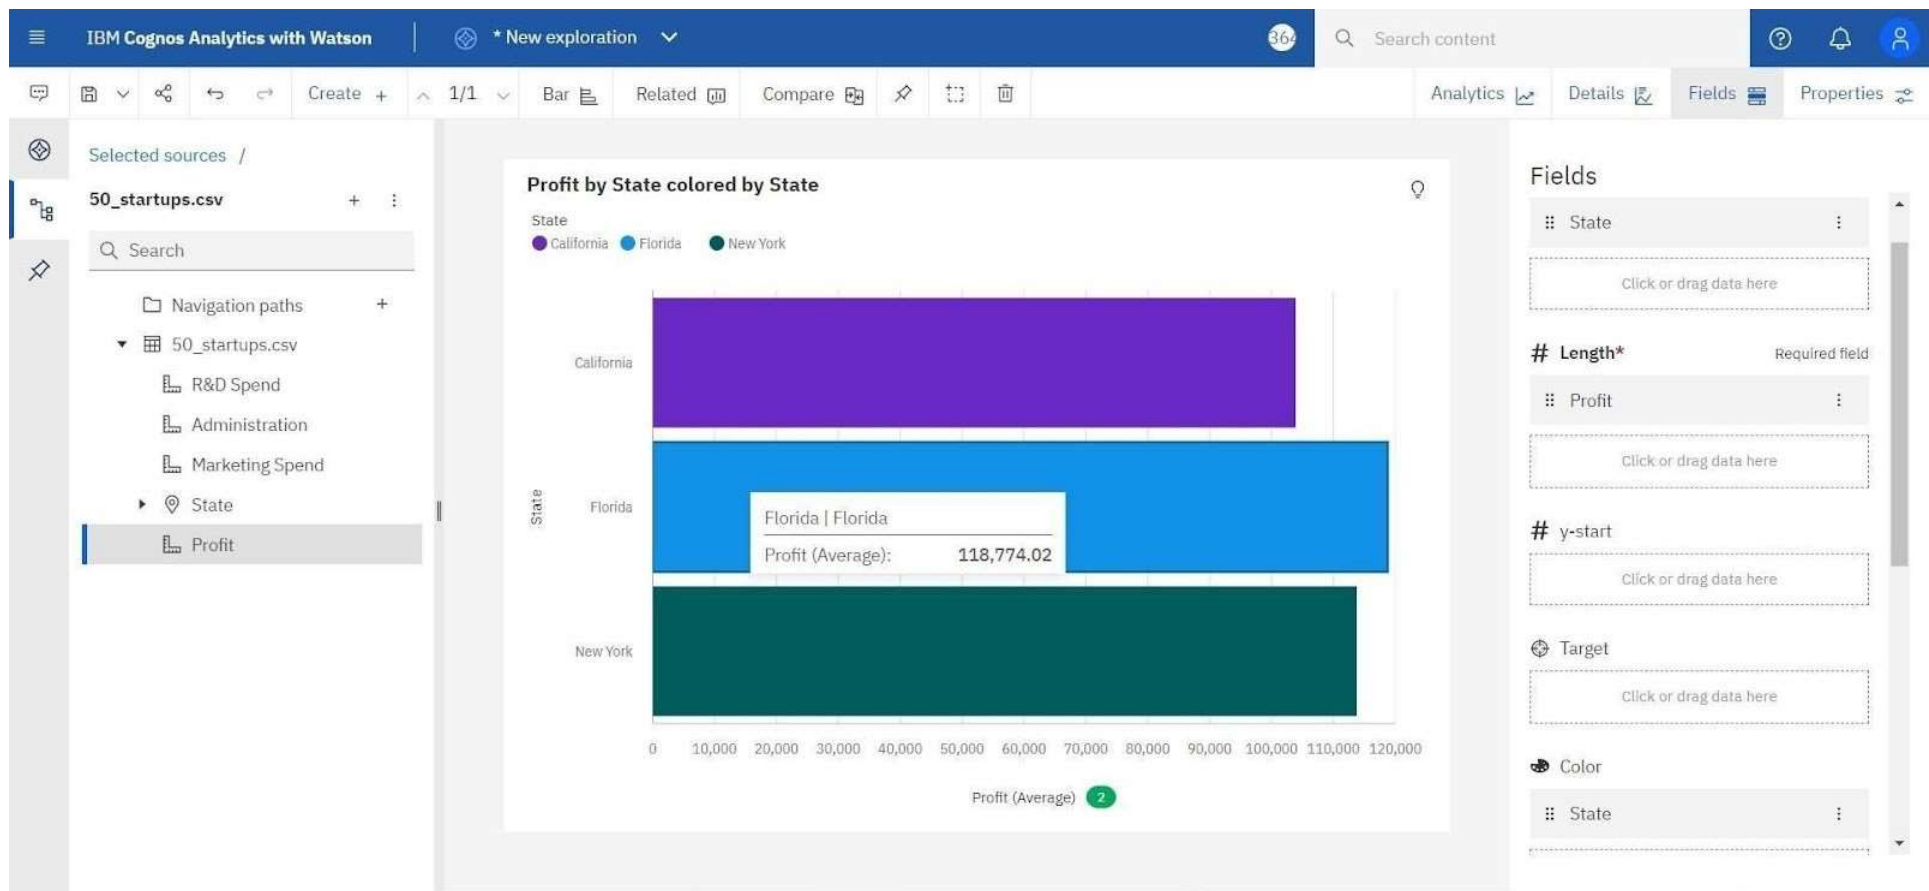 IBM Cognos Analytics with Watson
* New exploration
364
Search content
Create +
1/1
Bar
Related
Compare
Analytics
Details
Fields
Properties
Selected sources /
50_startups.csv
Search
Navigation paths
50_startups.csv
R&D Spend
Administration
Marketing Spend
State
Profit
Profit by State colored by State
State
California Florida New York
State
California
Florida
New York
Florida | Florida
Profit (Average): 118,774.02
0 10,000 20,000 30,000 40,000 50,000 60,000 70,000 80,000 90,000 100,000 110,000 120,000
Profit (Average) 2
Fields
State
Click or drag data here
# Length* Required field
Profit
Click or drag data here
# y-start
Click or drag data here
Target
Click or drag data here
Color
State